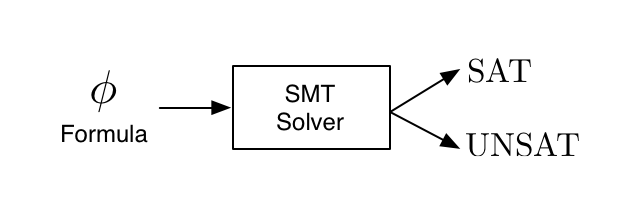 ϕ
Formula
SMT
Solver
SAT
UNSAT